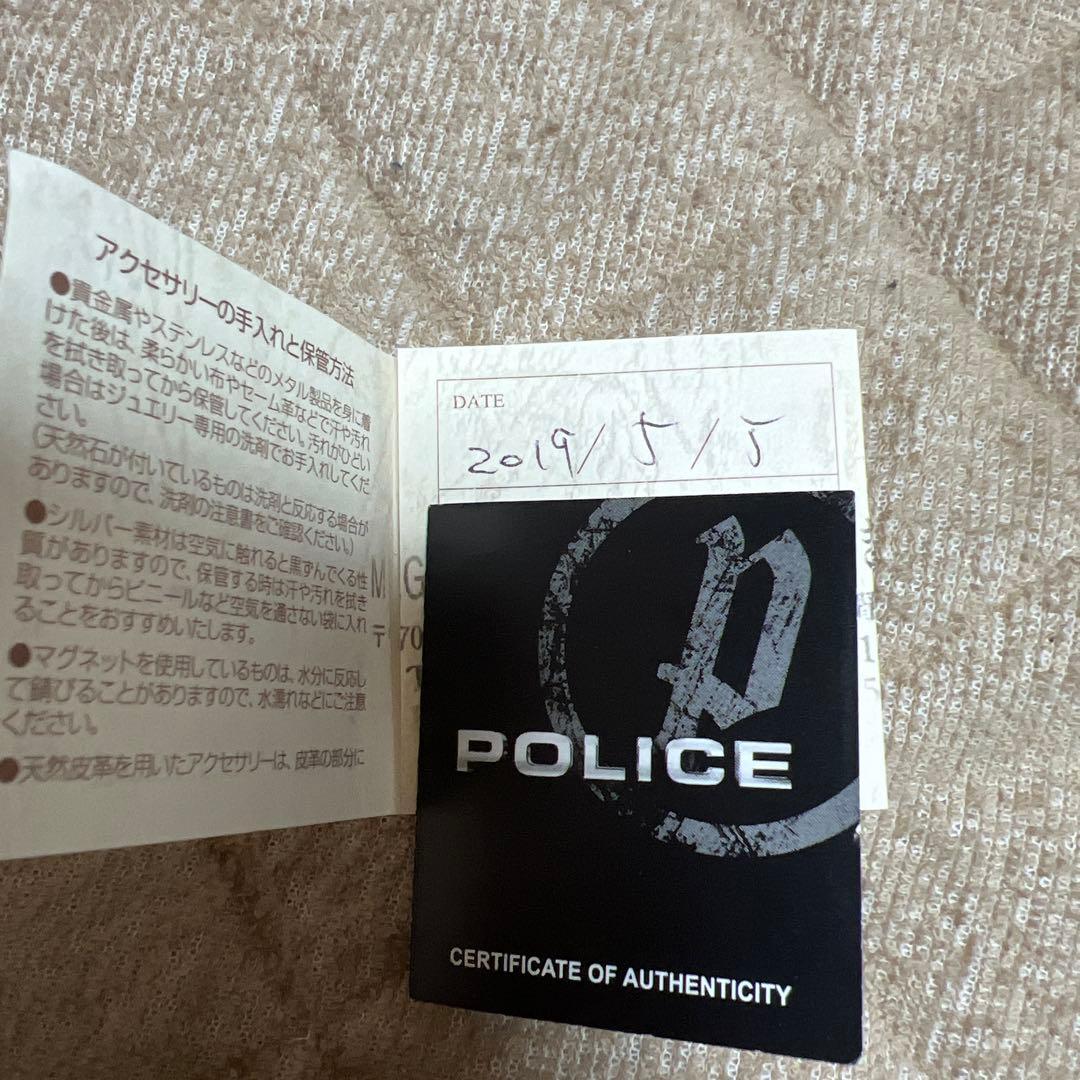 アクセサリーの手入れと保管方法
●貴金属やステンレスなどのメタル製品を身に着
けた後は、柔らかい布やセーム革などで汗や汚れ
を拭き取ってから保管してください。汚れがひどい
場合はジュエリー専用の洗剤でお手入れしてくだ
さい。
(天然石が付いているものは洗剤と反応する場合が
ありますので、洗剤の注意書をご確認ください。)
●シルバー素材は空気に触れると黒ずんでくる性
質がありますので、保管する時は汗や汚れを拭き
取ってからビニールなど空気を通さない袋に入れ
ることをおすすめいたします。
●マグネットを使用しているものは、水分に反応し
て錆びることがありますので、水濡れなどにご注意
ください。
●天然皮革を用いたアクセサリーは、皮革の部分に
DATE
2019/5/5
M G
〒70
P
POLICE
CERTIFICATE OF AUTHENTICITY